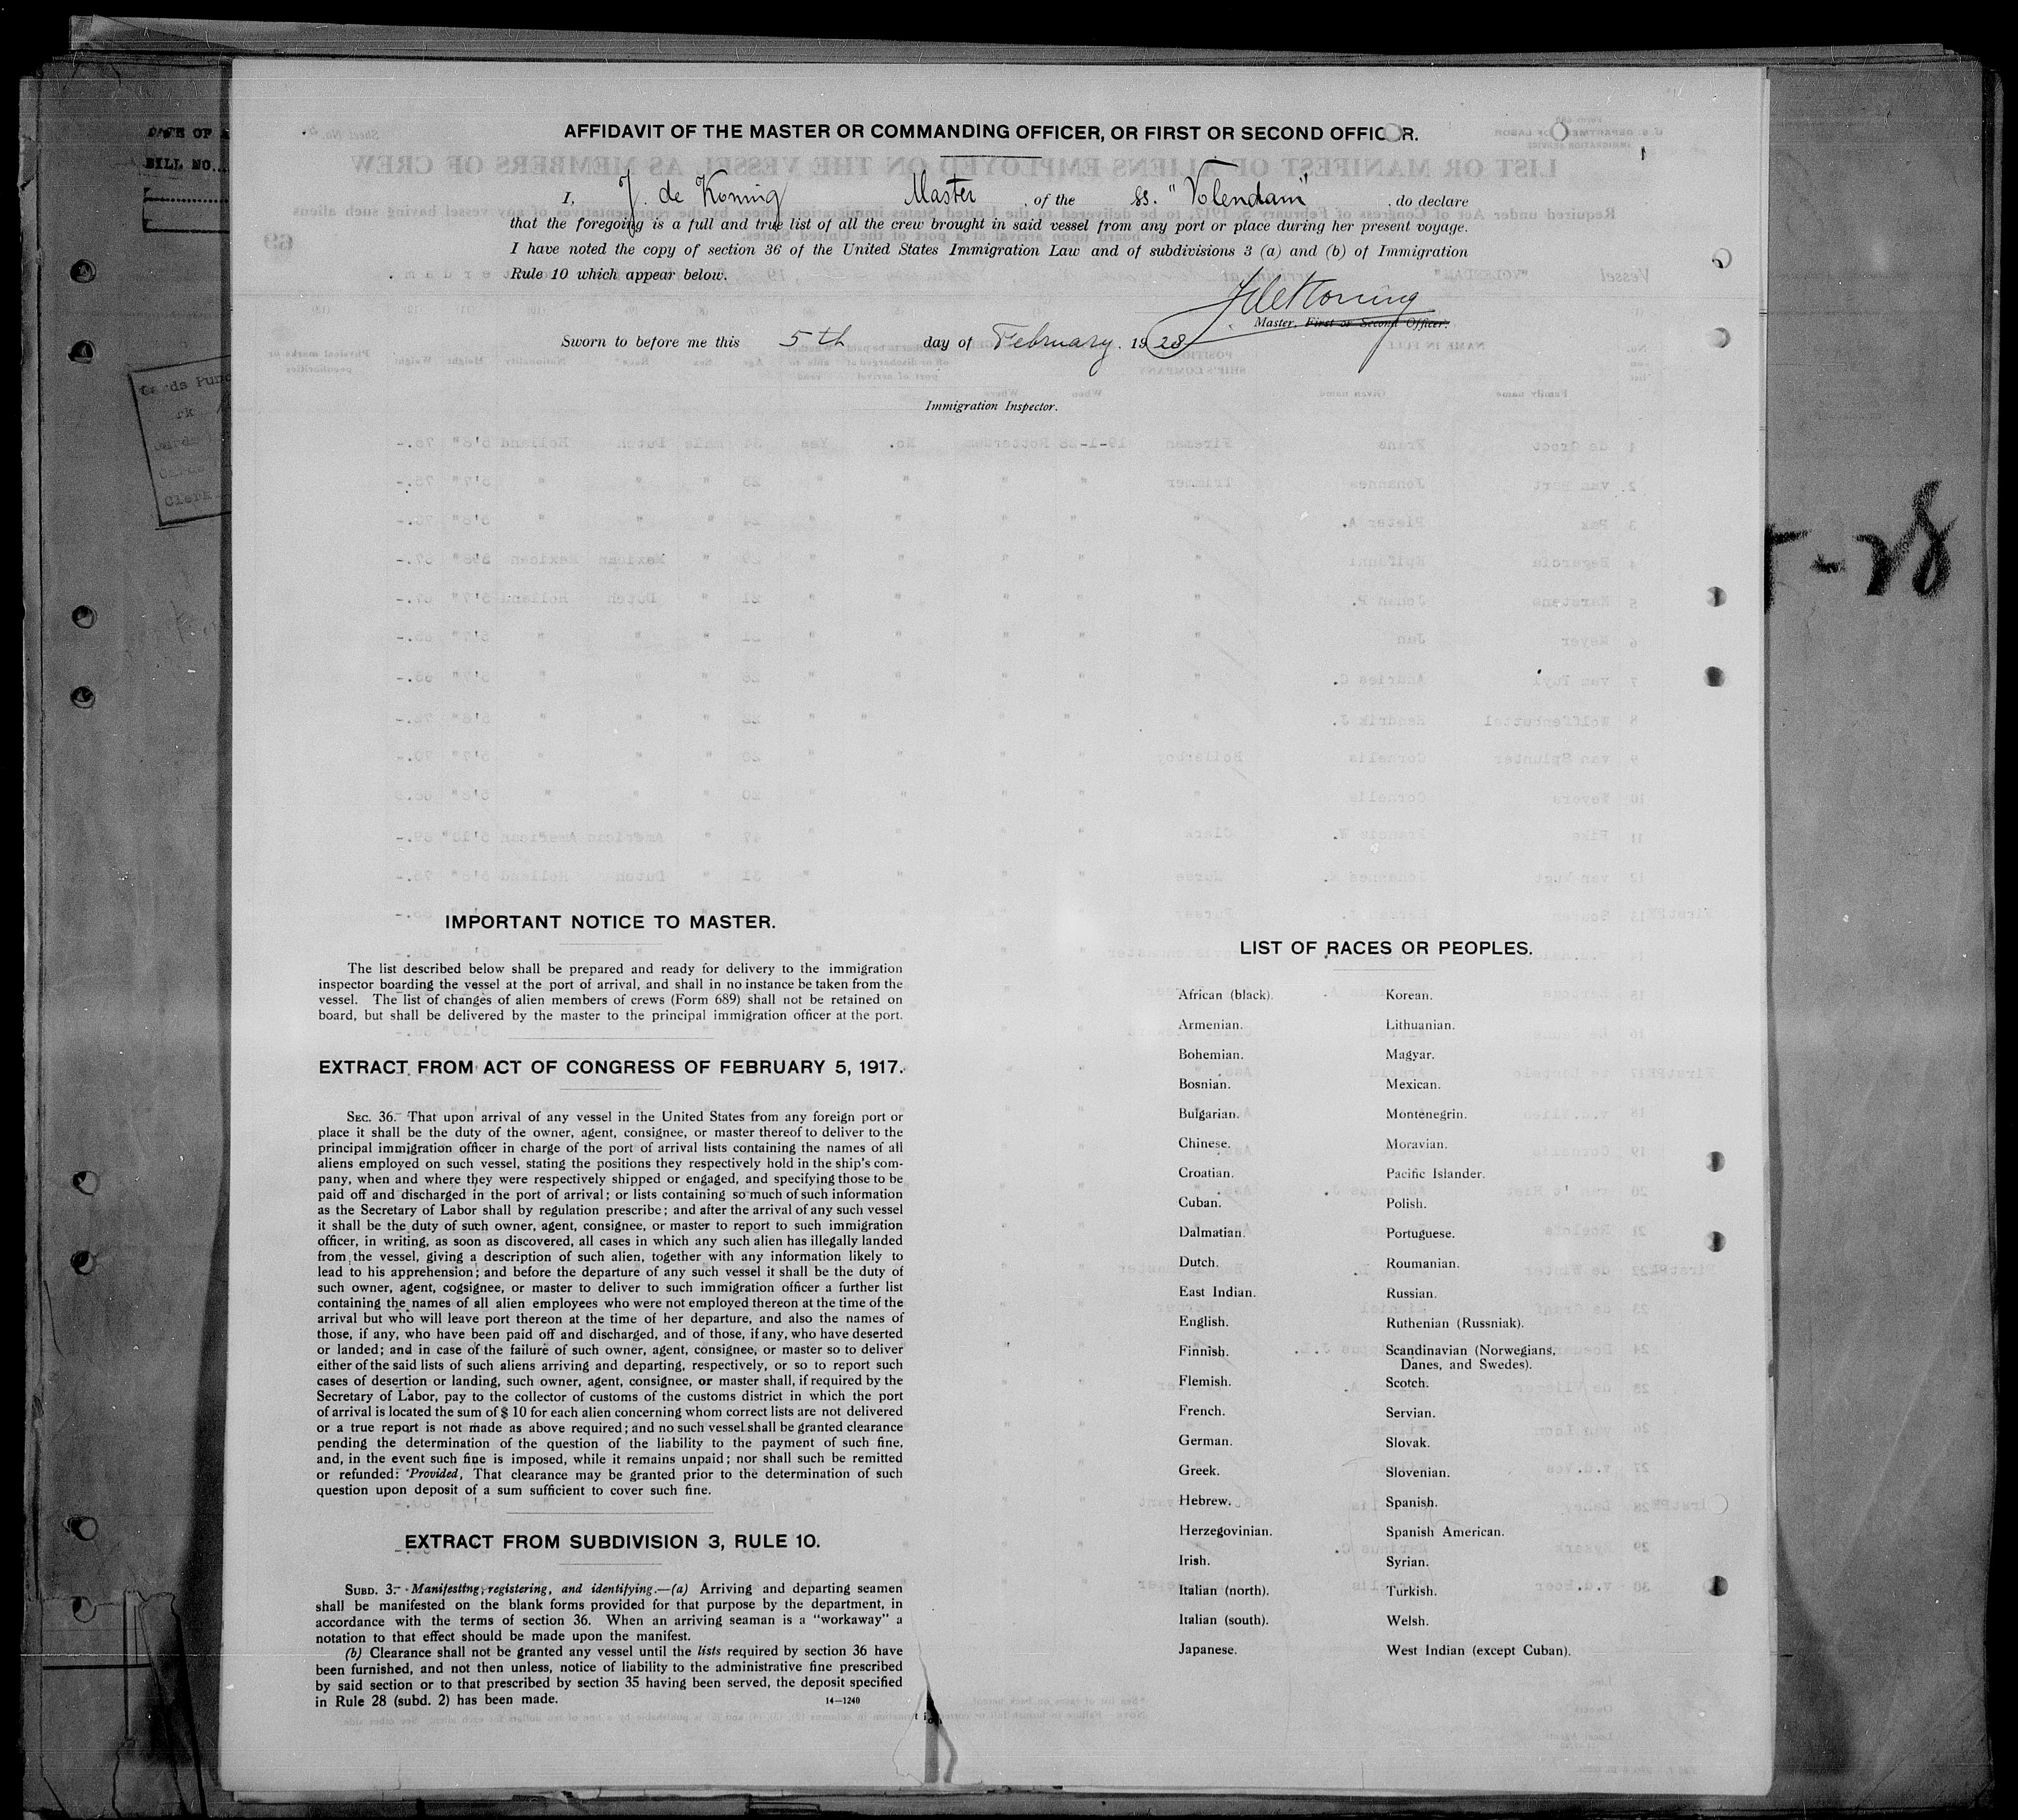 AFFIDAVIT OF THE MASTER OR COMMANDING OFFICER, OR FIRST OR SECOND OFFICER.
I, J. de Koning Master, of the ss. "Volendam", do declare
that the foregoing is a full and true list of all the crew brought in said vessel from any port or place during her present voyage.
I have noted the copy of section 36 of the United States Immigration Law and of subdivisions 3 (a) and (b) of Immigration
Rule 10 which appear below.
JdeKoning
Master, First or Second Officer.
Sworn to before me this 5th day of February, 1928
Immigration Inspector.
BILL NO...
Clerk
-28
IMPORTANT NOTICE TO MASTER.
The list described below shall be prepared and ready for delivery to the immigration
inspector boarding the vessel at the port of arrival, and shall in no instance be taken from the
vessel. The list of changes of alien members of crews (Form 689) shall not be retained on
board, but shall be delivered by the master to the principal immigration officer at the port.
EXTRACT FROM ACT OF CONGRESS OF FEBRUARY 5, 1917.
SEC. 36. That upon arrival of any vessel in the United States from any foreign port or
place it shall be the duty of the owner, agent, consignee, or master thereof to deliver to the
principal immigration officer in charge of the port of arrival lists containing the names of all
aliens employed on such vessel, stating the positions they respectively hold in the ship's com-
pany, when and where they were respectively shipped or engaged, and specifying those to be
paid off and discharged in the port of arrival; or lists containing so much of such information
as the Secretary of Labor shall by regulation prescribe; and after the arrival of any such vessel
it shall be the duty of such owner, agent, consignee, or master to report to such immigration
officer, in writing, as soon as discovered, all cases in which any such alien has illegally landed
from the vessel, giving a description of such alien, together with any information likely to
lead to his apprehension; and before the departure of any such vessel it shall be the duty of
such owner, agent, cogsignee, or master to deliver to such immigration officer a further list
containing the names of all alien employees who were not employed thereon at the time of the
arrival but who will leave port thereon at the time of her departure, and also the names of
those, if any, who have been paid off and discharged, and of those, if any, who have deserted
or landed; and in case of the failure of such owner, agent, consignee, or master so to deliver
either of the said lists of such aliens arriving and departing, respectively, or so to report such
cases of desertion or landing, such owner, agent, consignee, or master shall, if required by the
Secretary of Labor, pay to the collector of customs of the customs district in which the port
of arrival is located the sum of $ 10 for each alien concerning whom correct lists are not delivered
or a true report is not made as above required; and no such vessel shall be granted clearance
pending the determination of the question of the liability to the payment of such fine,
and, in the event such fine is imposed, while it remains unpaid; nor shall such be remitted
or refunded: Provided, That clearance may be granted prior to the determination of such
question upon deposit of a sum sufficient to cover such fine.
EXTRACT FROM SUBDIVISION 3, RULE 10.
SUBD. 3. Manifesting, registering, and identifying.—(a) Arriving and departing seamen
shall be manifested on the blank forms provided for that purpose by the department, in
accordance with the terms of section 36. When an arriving seaman is a "workaway" a
notation to that effect should be made upon the manifest.
(b) Clearance shall not be granted any vessel until the lists required by section 36 have
been furnished, and not then unless, notice of liability to the administrative fine prescribed
by said section or to that prescribed by section 35 having been served, the deposit specified
in Rule 28 (subd. 2) has been made. 14—1240
LIST OF RACES OR PEOPLES.
African (black). Korean.
Armenian. Lithuanian.
Bohemian. Magyar.
Bosnian. Mexican.
Bulgarian. Montenegrin.
Chinese. Moravian.
Croatian. Pacific Islander.
Cuban. Polish.
Dalmatian. Portuguese.
Dutch. Roumanian.
East Indian. Russian.
English. Ruthenian (Russniak).
Finnish. Scandinavian (Norwegians,
Danes, and Swedes).
Flemish. Scotch.
French. Servian.
German. Slovak.
Greek. Slovenian.
Hebrew. Spanish.
Herzegovinian. Spanish American.
Irish. Syrian.
Italian (north). Turkish.
Italian (south). Welsh.
Japanese. West Indian (except Cuban).